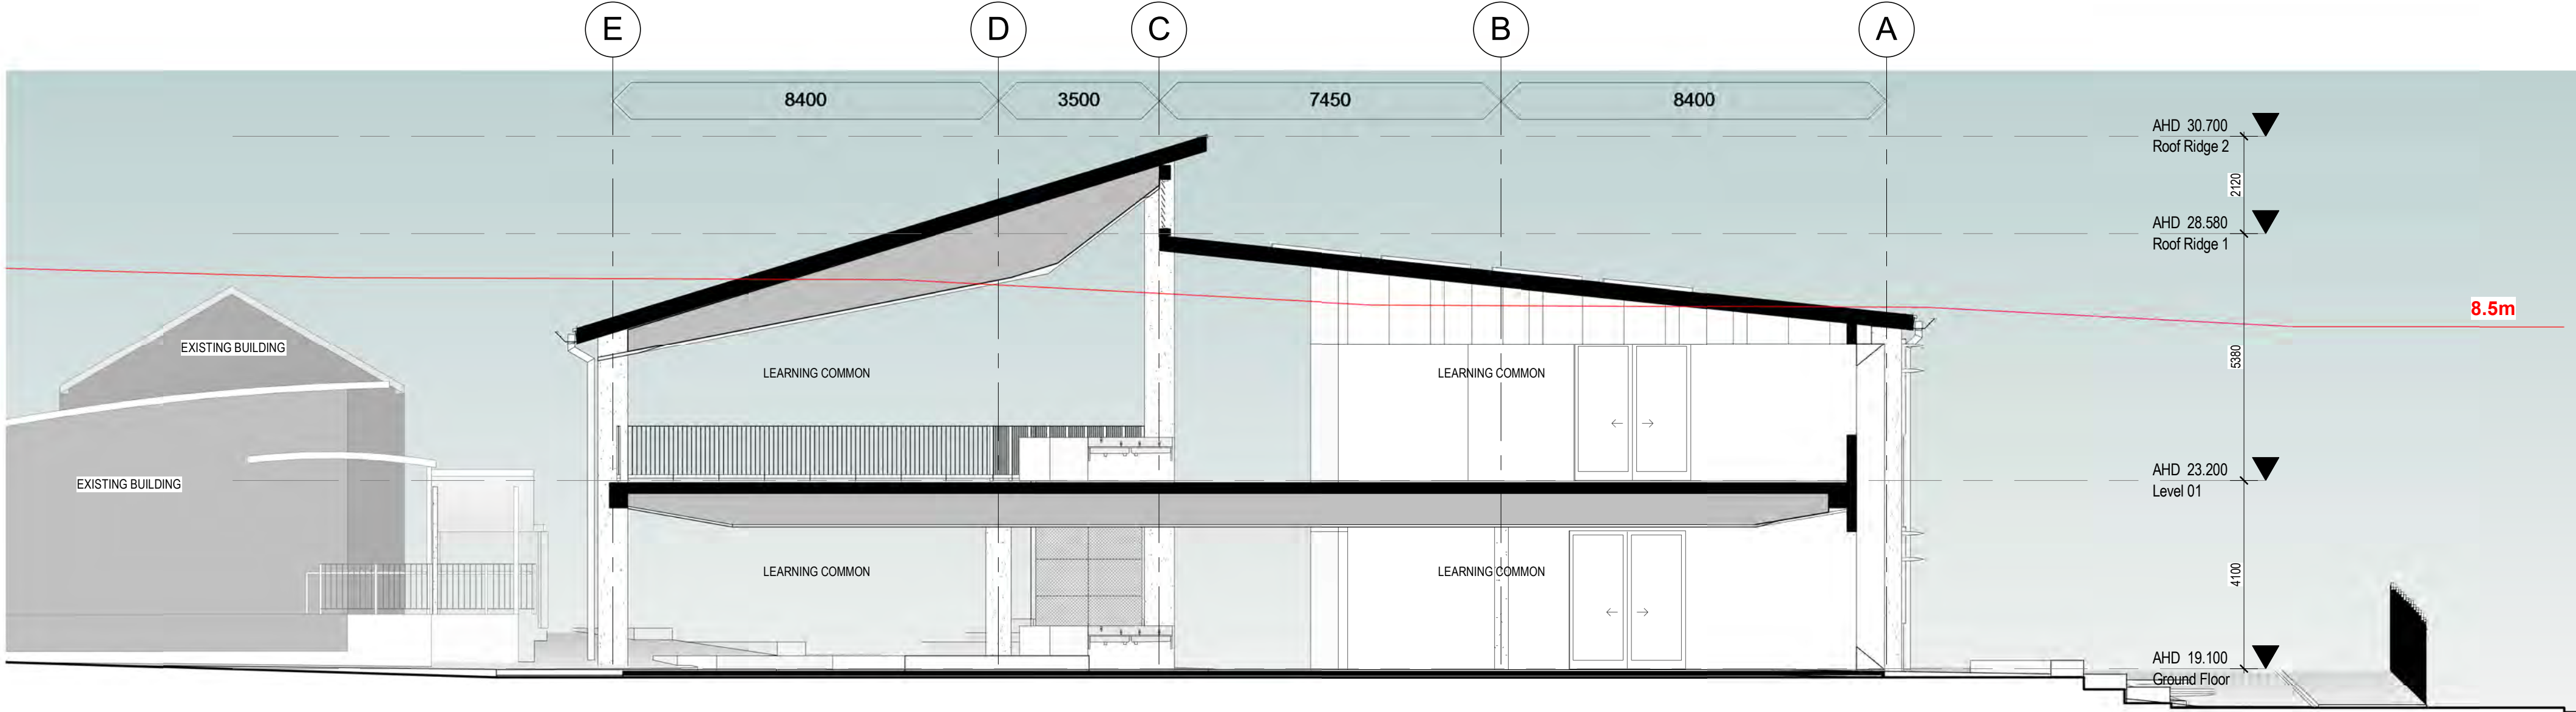 E D C B A
8400 3500 7450 8400
AHD 30.700
Roof Ridge 2
2120
AHD 28.580
Roof Ridge 1
8.5m
EXISTING BUILDING
5380
LEARNING COMMON LEARNING COMMON
AHD 23.200
EXISTING BUILDING
Level 01
LEARNING COMMON LEARNING COMMON
4100
AHD 19.100
Ground Floor